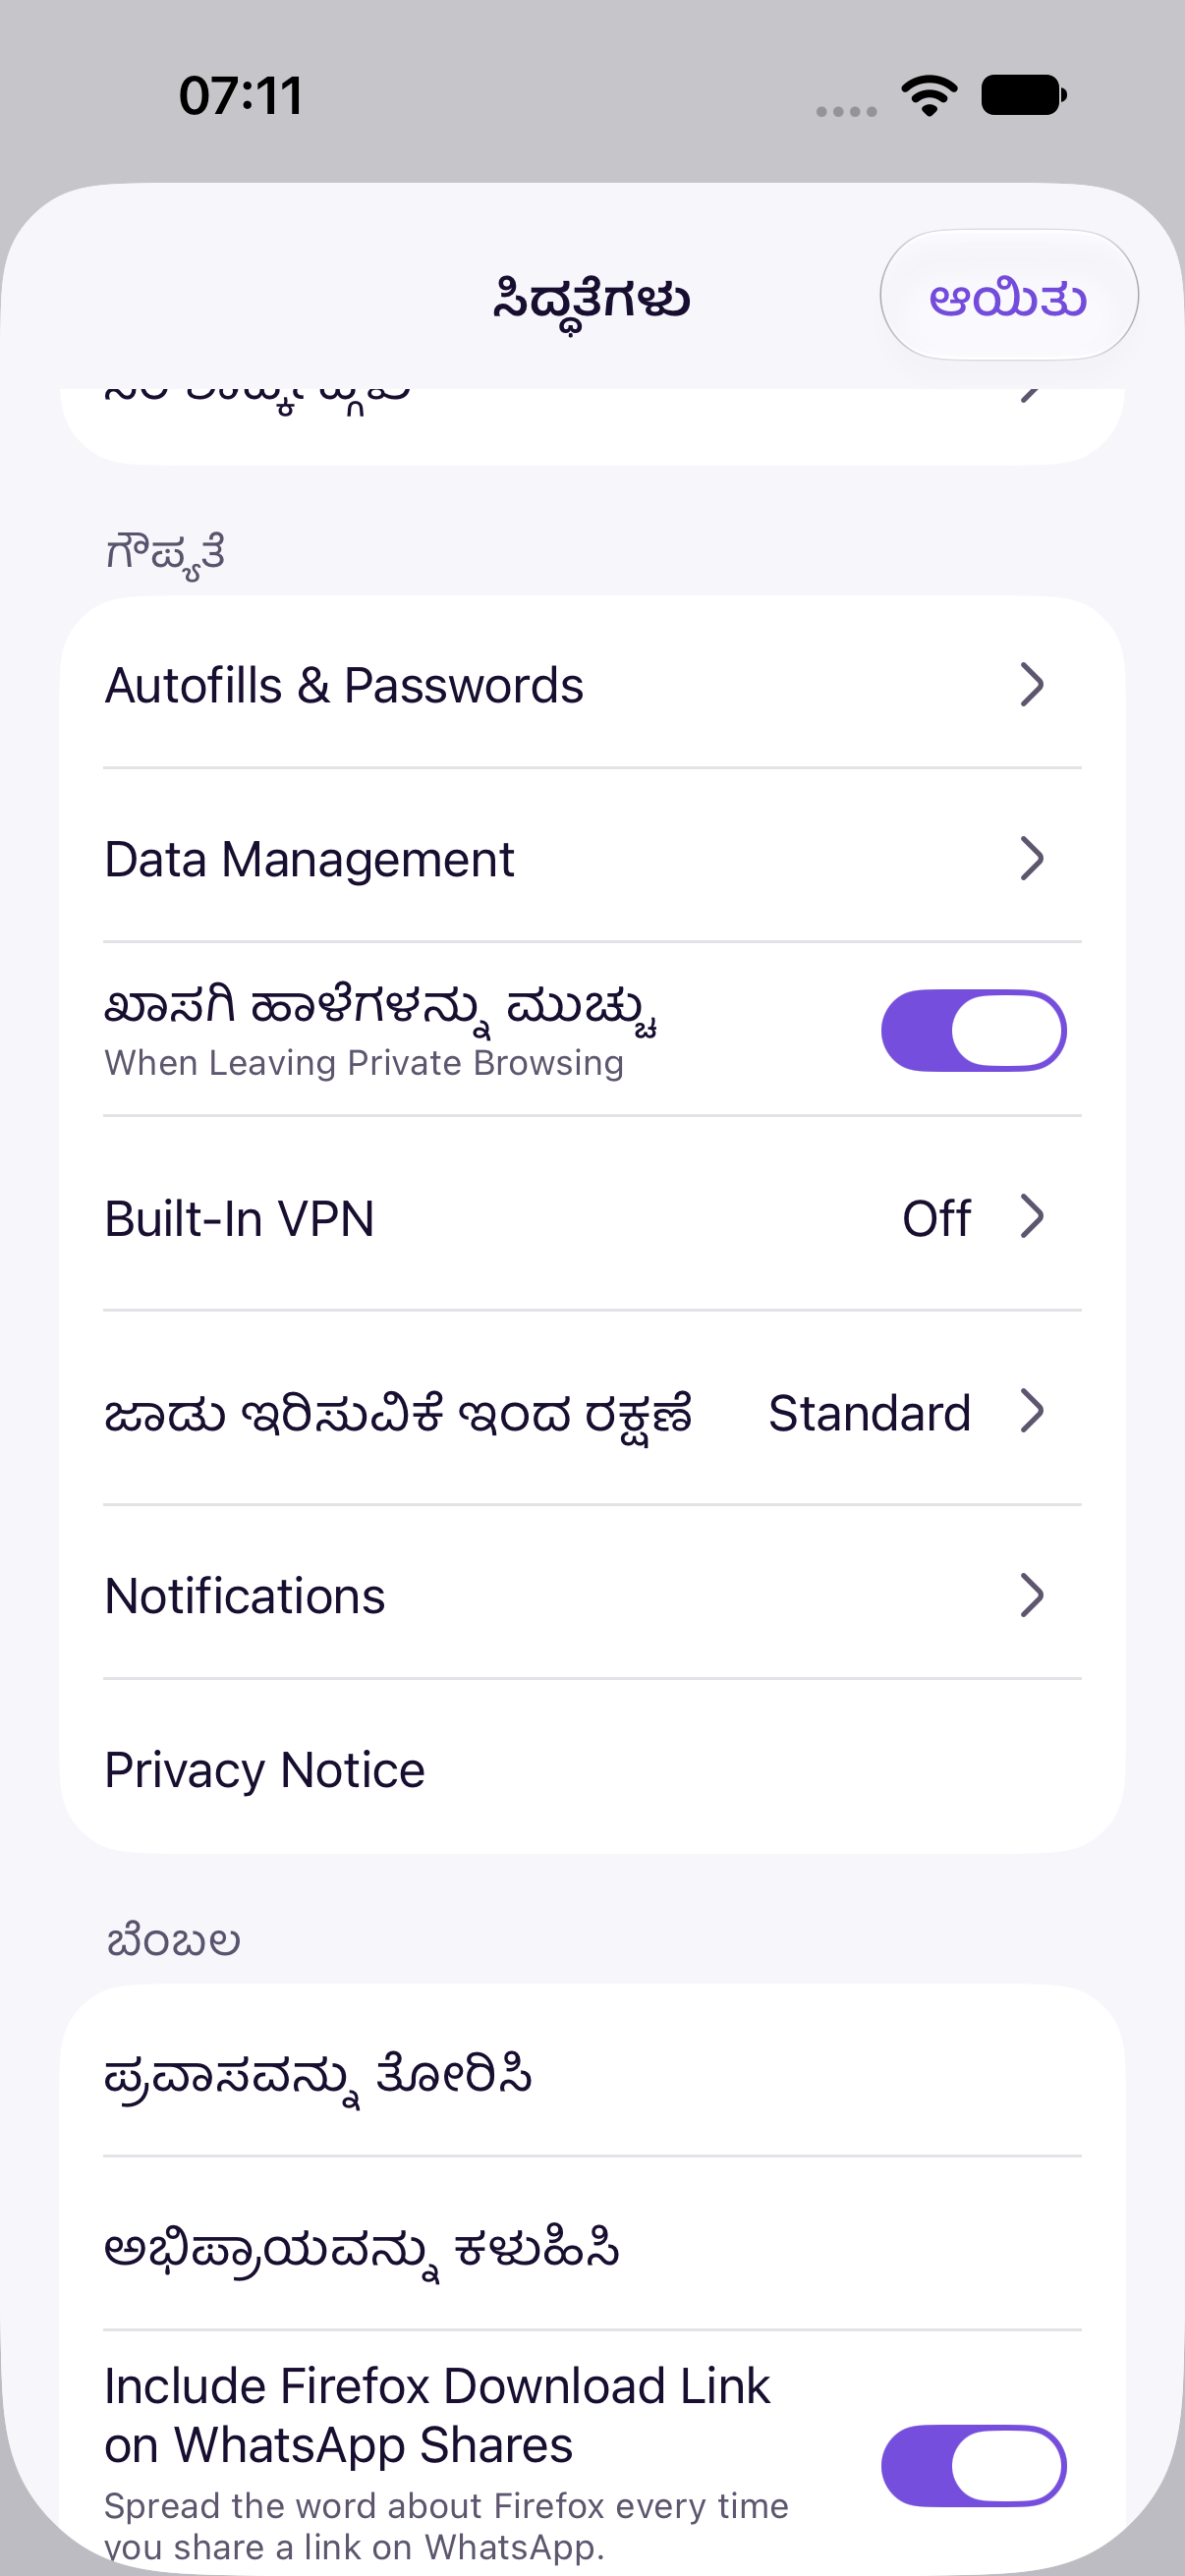 07:11
ಸಿದ್ಧತೆಗಳು
ಆಯಿತು
ಗೌಪ್ಯತೆ
Autofills & Passwords
Data Management
ಖಾಸಗಿ ಹಾಳೆಗಳನ್ನು ಮುಚ್ಚು
When Leaving Private Browsing
Built-In VPN
Off
ಜಾಡು ಇರಿಸುವಿಕೆ ಇಂದ ರಕ್ಷಣೆ
Standard
Notifications
Privacy Notice
ಬೆಂಬಲ
ಪ್ರವಾಸವನ್ನು ತೋರಿಸಿ
ಅಭಿಪ್ರಾಯವನ್ನು ಕಳುಹಿಸಿ
Include Firefox Download Link
on WhatsApp Shares
Spread the word about Firefox every time
you share a link on WhatsApp.